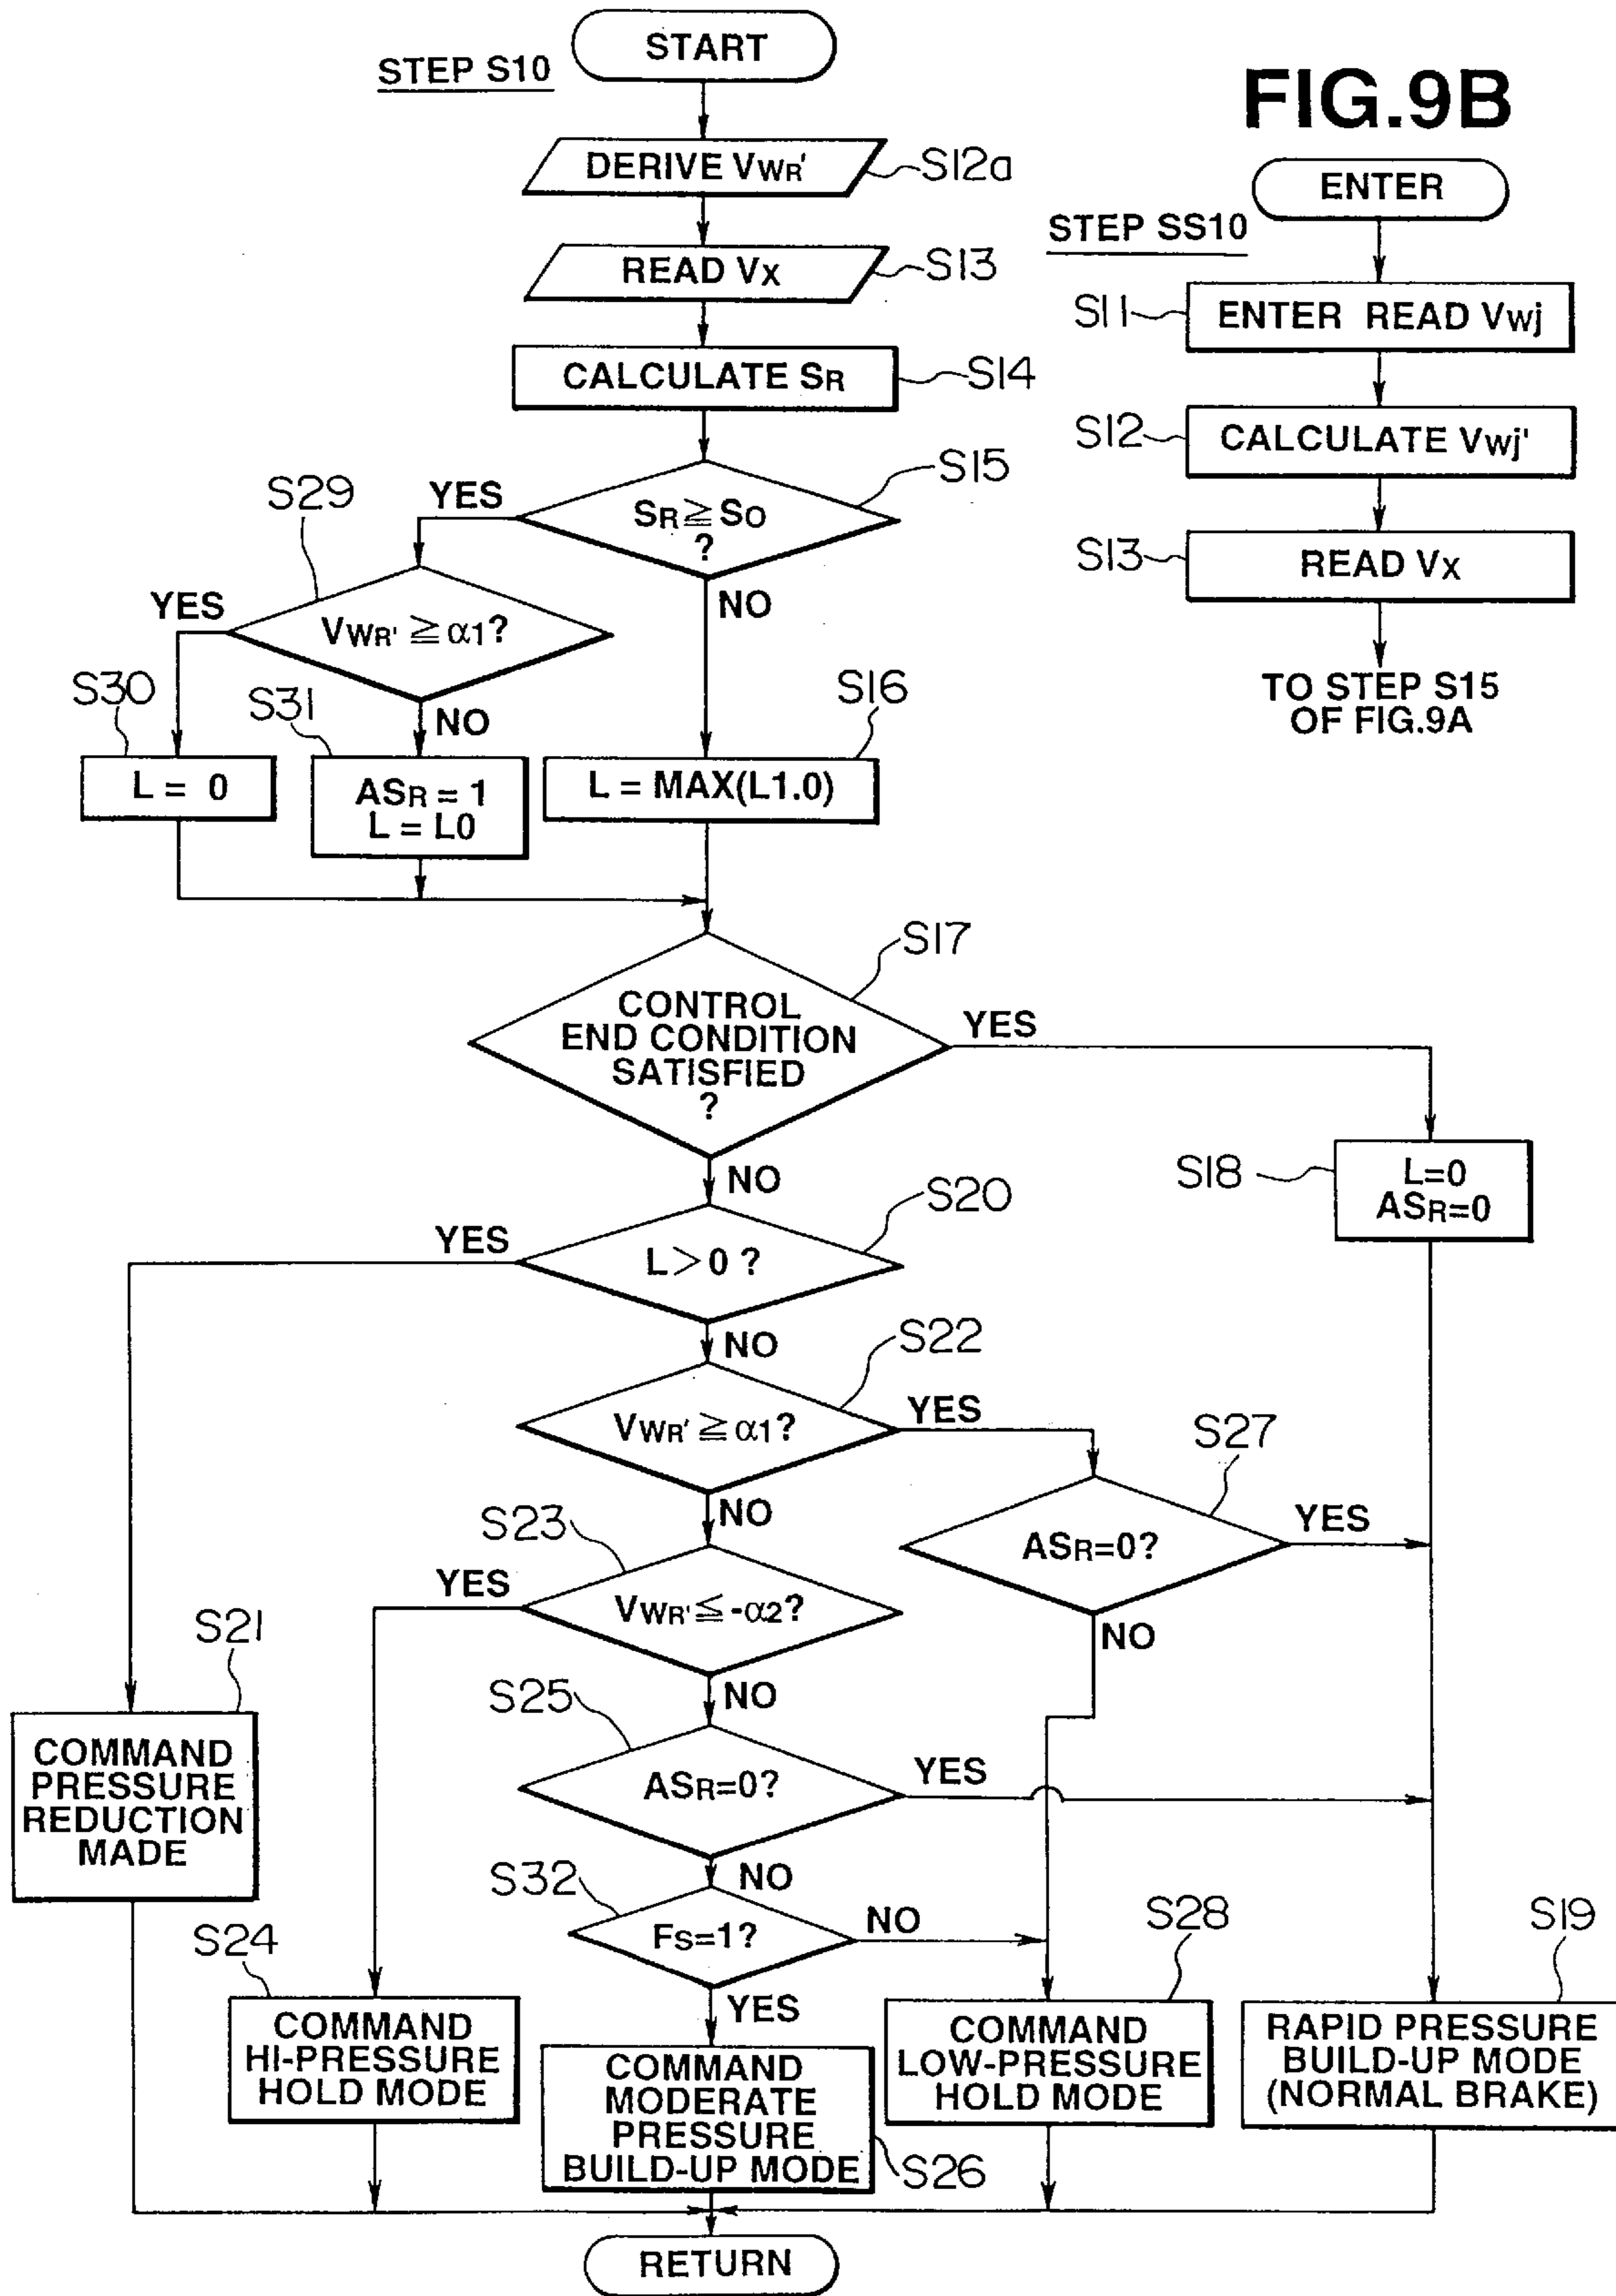 START
STEP S10
DERIVE VWR'
S12a
READ VX
S13
CALCULATE SR
S14
S15
SR ≧ SO
?
YES
NO
S29
VWR' ≧ α1?
YES
NO
S30
L = 0
S31
ASR = 1
L = L0
S16
L = MAX(L1.0)
S17
CONTROL
END CONDITION
SATISFIED
?
YES
NO
S18
L=0
ASR=0
S20
L > 0 ?
YES
NO
S22
VWR' ≧ α1?
YES
NO
S27
ASR=0?
YES
NO
S23
VWR' ≦ -α2?
YES
NO
S25
ASR=0?
YES
NO
S32
FS=1?
NO
YES
S21
COMMAND
PRESSURE
REDUCTION
MADE
S24
COMMAND
HI-PRESSURE
HOLD MODE
COMMAND
MODERATE
PRESSURE
BUILD-UP MODE
S26
S28
COMMAND
LOW-PRESSURE
HOLD MODE
S19
RAPID PRESSURE
BUILD-UP MODE
(NORMAL BRAKE)
RETURN
FIG.9B
ENTER
STEP SS10
S11
ENTER READ VWj
S12
CALCULATE VWj'
S13
READ VX
TO STEP S15
OF FIG.9A